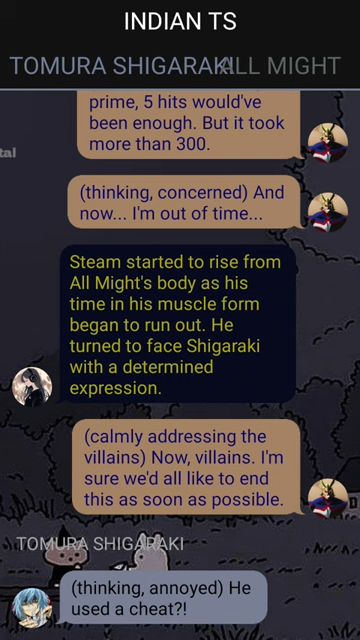 INDIAN TS
TOMURA SHIGARAKI
ALL MIGHT
prime, 5 hits would've
been enough. But it took
more than 300.
tal
(thinking, concerned) And
now... I'm out of time...
Steam started to rise from
All Might's body as his
time in his muscle form
began to run out. He
turned to face Shigaraki
with a determined
expression.
(calmly addressing the
villains) Now, villains. I'm
sure we'd all like to end
this as soon as possible.
TOMURA SHIGARAKI
(thinking, annoyed) He
used a cheat?!